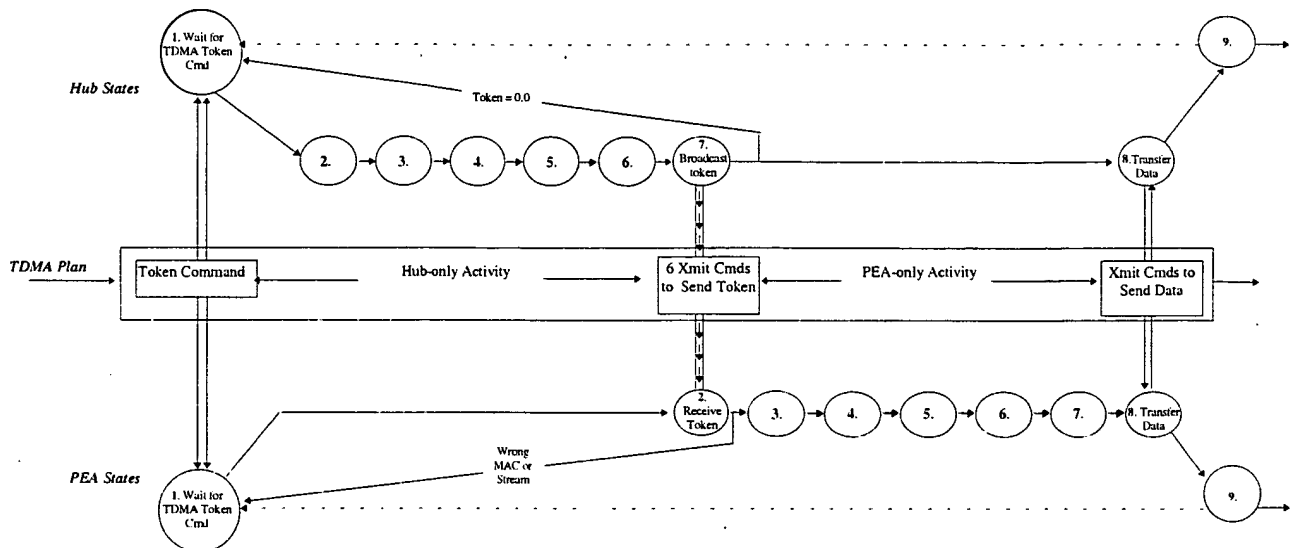 1. Wait for
TDMA Token
Cmd
9.
Hub States
Token = 0,0
2.
3.
4.
5.
6.
7.
Broadcast
token
8. Transfer
Data
TDMA Plan
Token Command
Hub-only Activity
6 Xmit Cmds
to Send Token
PEA-only Activity
Xmit Cmds to
Send Data
2.
Receive
Token
3.
4.
5.
6.
7.
8. Transfer
Data
Wrong
MAC or
Stream
PEA States
1. Wait for
TDMA Token
Cmd
9.